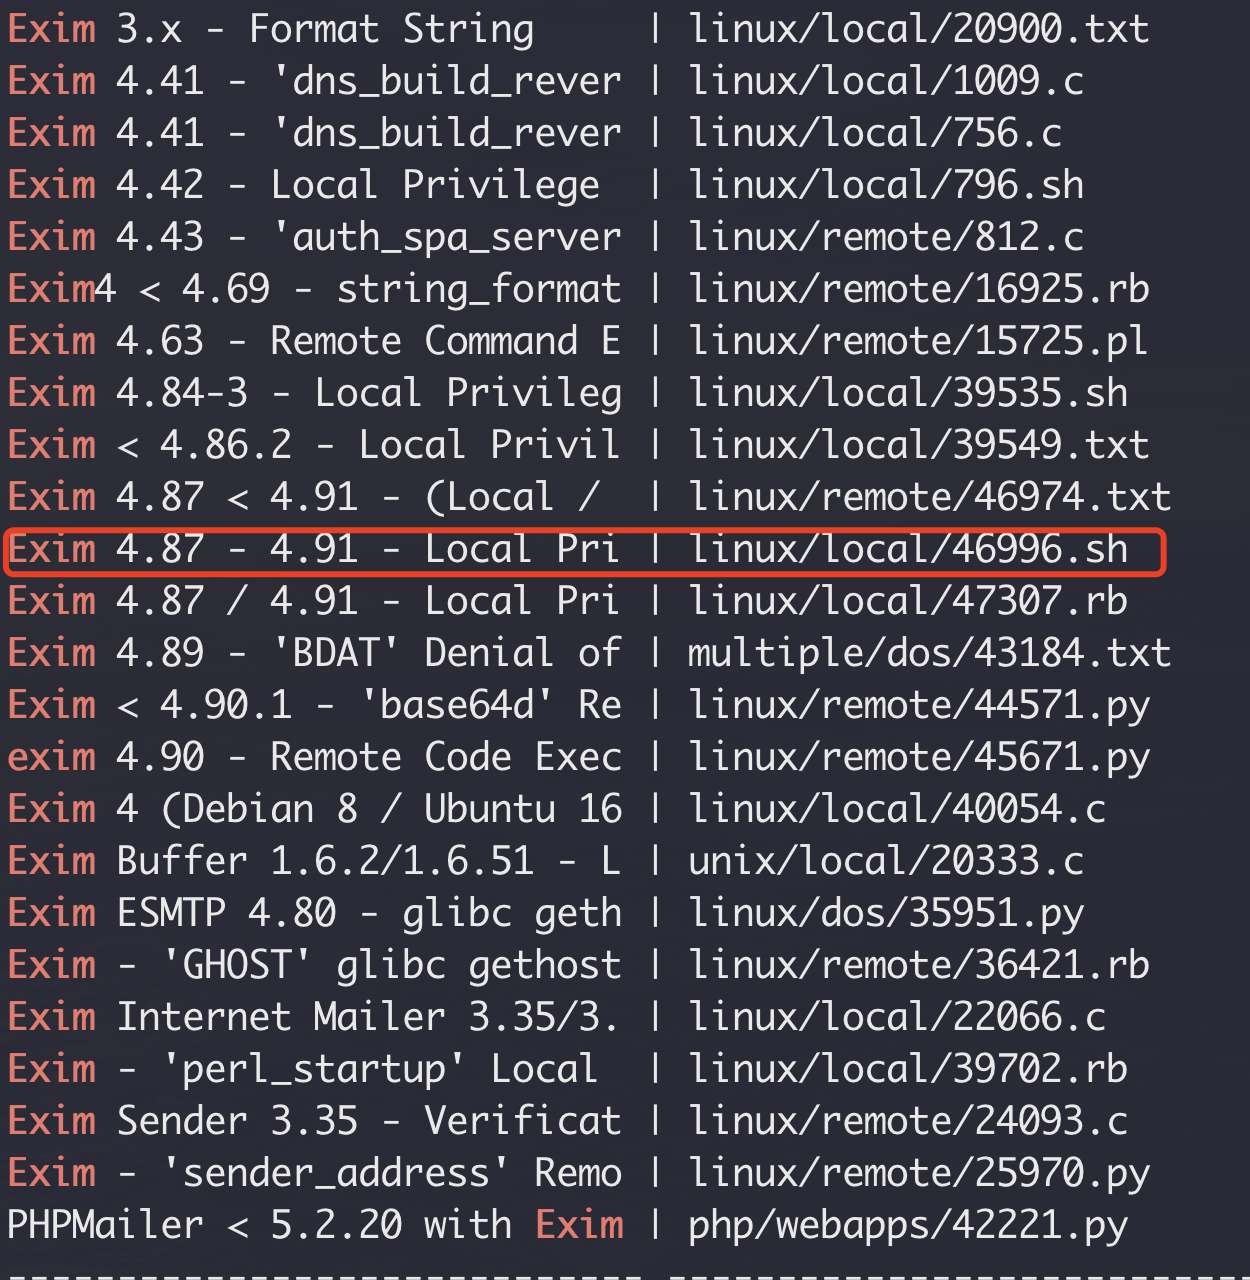 Exim 3.x - Format String | linux/local/20900.txt
Exim 4.41 - 'dns_build_rever | linux/local/1009.c
Exim 4.41 - 'dns_build_rever | linux/local/756.c
Exim 4.42 - Local Privilege | linux/local/796.sh
Exim 4.43 - 'auth_spa_server | linux/remote/812.c
Exim4 < 4.69 - string_format | linux/remote/16925.rb
Exim 4.63 - Remote Command E | linux/remote/15725.pl
Exim 4.84-3 - Local Privileg | linux/local/39535.sh
Exim < 4.86.2 - Local Privil | linux/local/39549.txt
Exim 4.87 < 4.91 - (Local / | linux/remote/46974.txt
Exim 4.87 - 4.91 - Local Pri | linux/local/46996.sh
Exim 4.87 / 4.91 - Local Pri | linux/local/47307.rb
Exim 4.89 - 'BDAT' Denial of | multiple/dos/43184.txt
Exim < 4.90.1 - 'base64d' Re | linux/remote/44571.py
exim 4.90 - Remote Code Exec | linux/remote/45671.py
Exim 4 (Debian 8 / Ubuntu 16 | linux/local/40054.c
Exim Buffer 1.6.2/1.6.51 - L | unix/local/20333.c
Exim ESMTP 4.80 - glibc geth | linux/dos/35951.py
Exim - 'GHOST' glibc gethost | linux/remote/36421.rb
Exim Internet Mailer 3.35/3. | linux/local/22066.c
Exim - 'perl_startup' Local | linux/local/39702.rb
Exim Sender 3.35 - Verificat | linux/remote/24093.c
Exim - 'sender_address' Remo | linux/remote/25970.py
PHPMailer < 5.2.20 with Exim | php/webapps/42221.py
----------------------------- ---------------------------